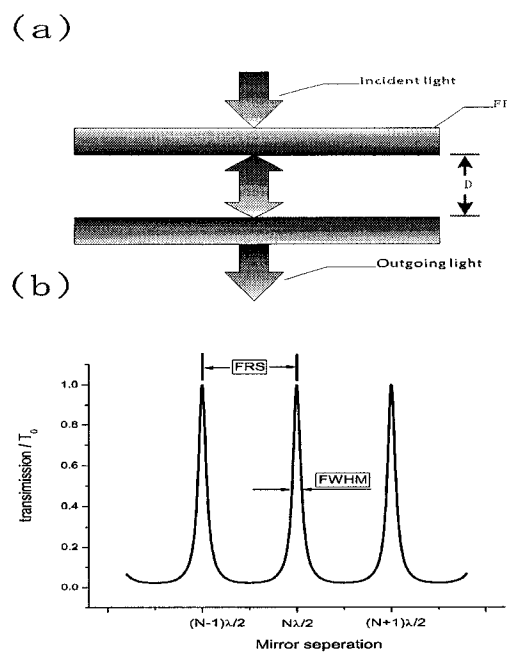 (a)
Incident light
FP
D
Outgoing light
(b)
FRS
FWHM
1.0
0.8
0.6
0.4
0.2
0.0
transimission / T0
(N-1)λ/2
Nλ/2
(N+1)λ/2
Mirror seperation